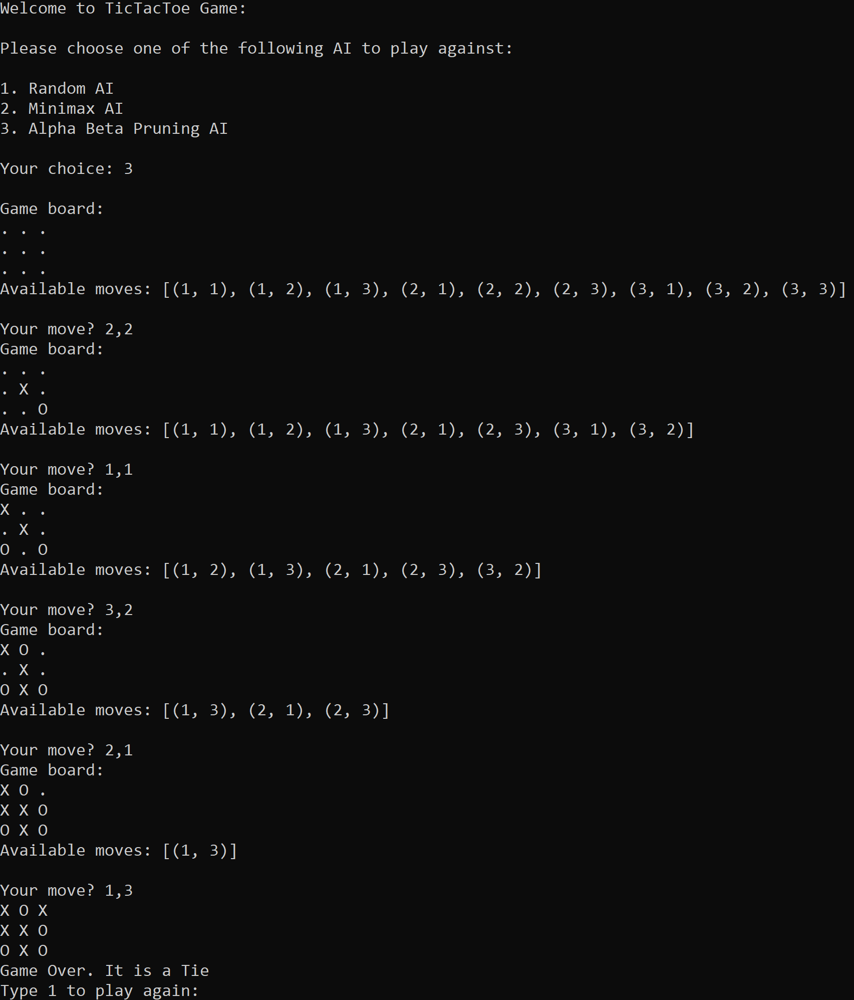 Welcome to TicTacToe Game:
Please choose one of the following AI to play against:
1. Random AI
2. Minimax AI
3. Alpha Beta Pruning AI
Your choice: 3
Game board:
. . .
. . .
. . .
Available moves: [(1, 1), (1, 2), (1, 3), (2, 1), (2, 2), (2, 3), (3, 1), (3, 2), (3, 3)]
Your move? 2,2
Game board:
. . .
. X .
. . O
Available moves: [(1, 1), (1, 2), (1, 3), (2, 1), (2, 3), (3, 1), (3, 2)]
Your move? 1,1
Game board:
X . .
. X .
O . O
Available moves: [(1, 2), (1, 3), (2, 1), (2, 3), (3, 2)]
Your move? 3,2
Game board:
X O .
. X .
O X O
Available moves: [(1, 3), (2, 1), (2, 3)]
Your move? 2,1
Game board:
X O .
X X O
O X O
Available moves: [(1, 3)]
Your move? 1,3
X O X
X X O
O X O
Game Over. It is a Tie
Type 1 to play again: